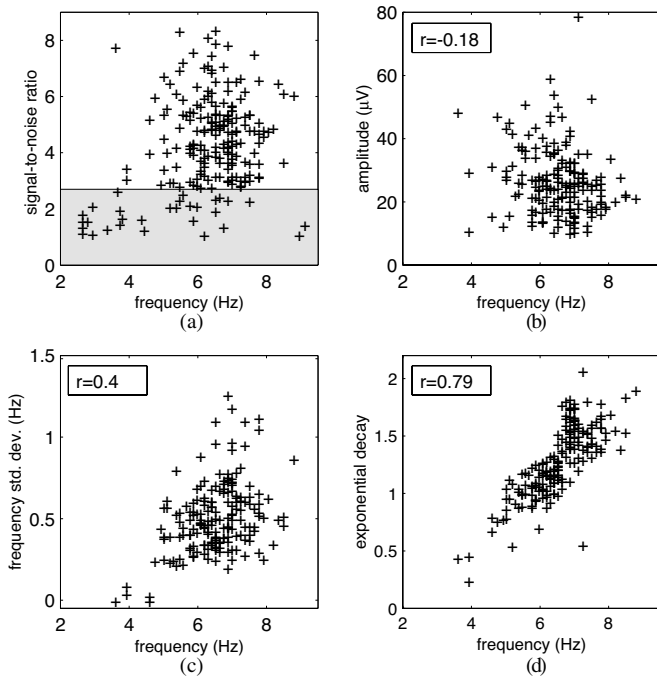 8
6
4
2
0
signal-to-noise ratio
2 4 6 8
frequency (Hz)
(a)
r=-0.18
80
60
40
20
0
amplitude (μV)
2 4 6 8
frequency (Hz)
(b)
r=0.4
1.5
1
0.5
0
frequency std. dev. (Hz)
2 4 6 8
frequency (Hz)
(c)
r=0.79
2
1.5
1
0.5
0
exponential decay
2 4 6 8
frequency (Hz)
(d)